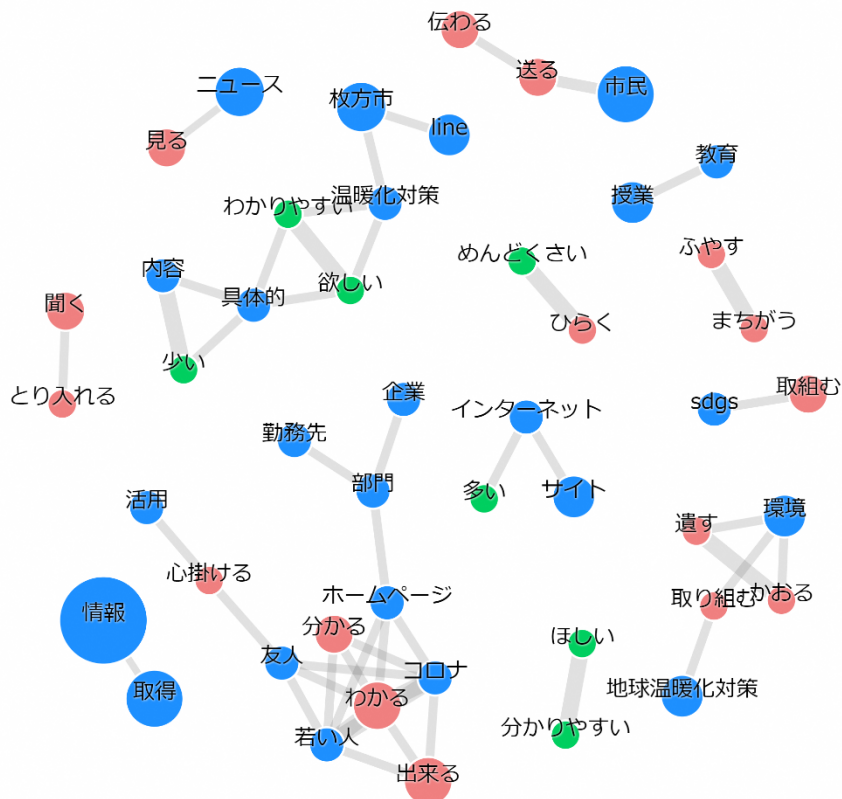 伝わる
送る
市民
ニュース
見る
枚方市
line
教育
授業
わかりやすい
温暖化対策
めんどくさい
ふやす
内容
具体的
欲しい
聞く
ひらく
まちがう
少い
とり入れる
企業
インターネット
sdgs
取組む
勤務先
部門
多い
サイト
活用
遺す
環境
心掛ける
ホームページ
取り組む
かおる
情報
分かる
ほしい
友人
コロナ
取得
わかる
地球温暖化対策
若い人
分かりやすい
出来る